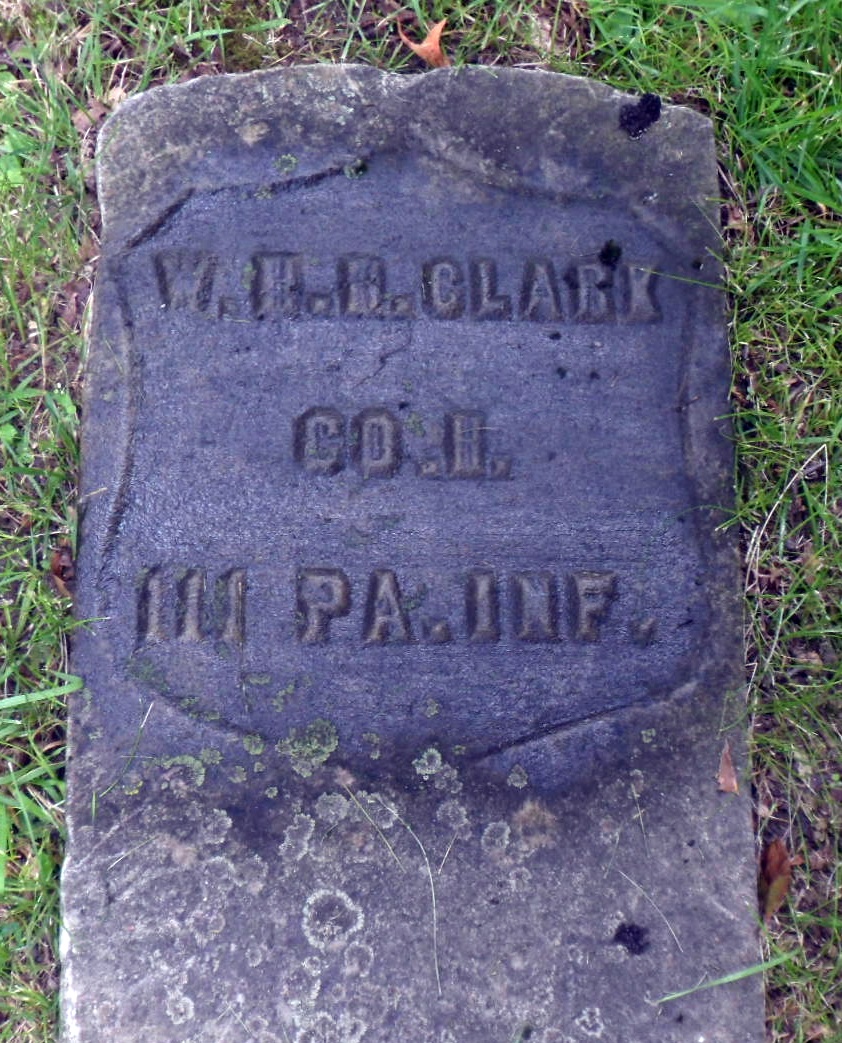 W. H. H. CLARK
CO. H.
111 PA. INF.